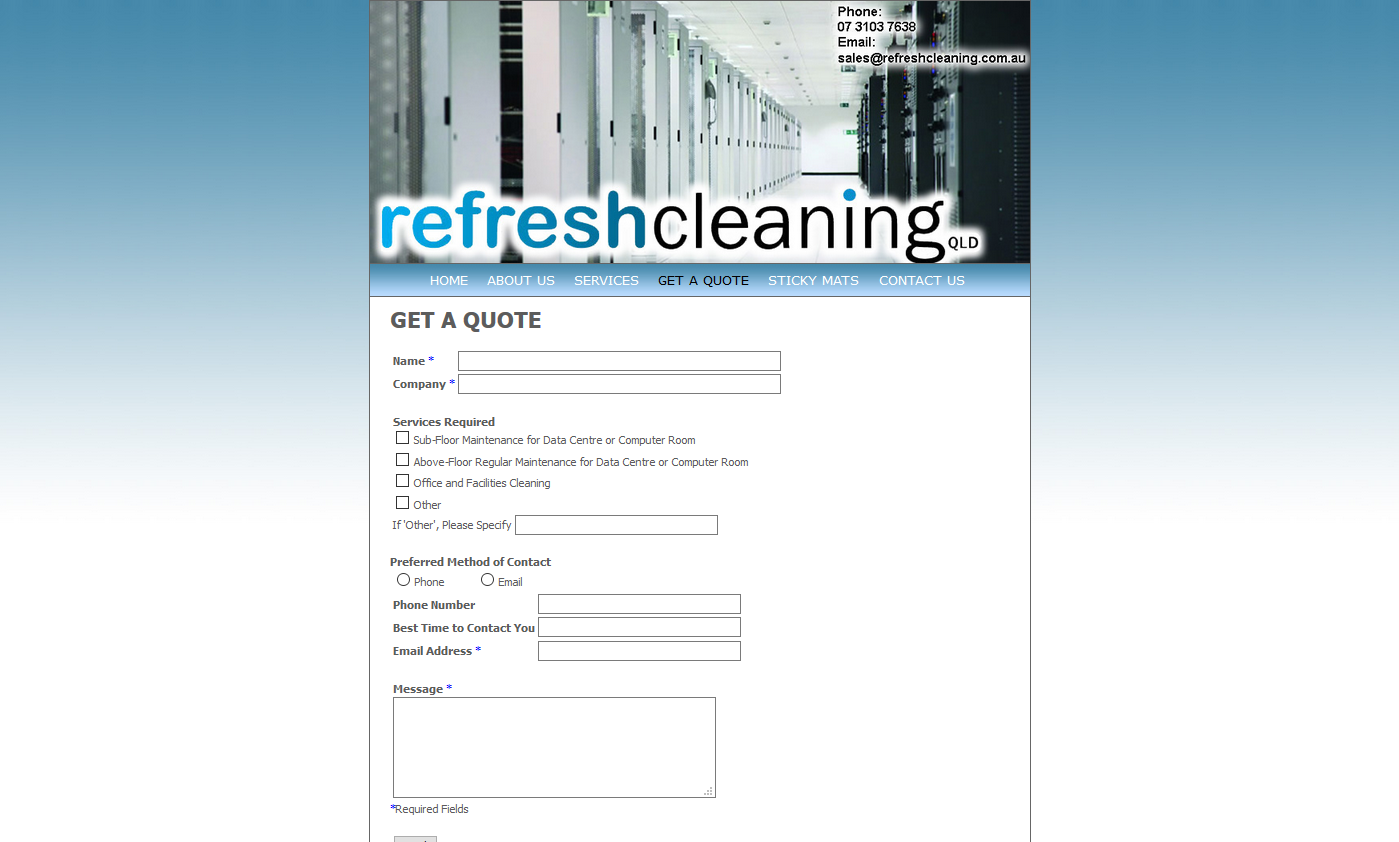 Phone:
07 3103 7638
Email:
sales@refreshcleaning.com.au
refreshcleaning QLD
HOME ABOUT US SERVICES GET A QUOTE STICKY MATS CONTACT US
GET A QUOTE
Name *
Company *
Services Required
Sub-Floor Maintenance for Data Centre or Computer Room
Above-Floor Regular Maintenance for Data Centre or Computer Room
Office and Facilities Cleaning
Other
If 'Other', Please Specify
Preferred Method of Contact
Phone Email
Phone Number
Best Time to Contact You
Email Address *
Message *
*Required Fields